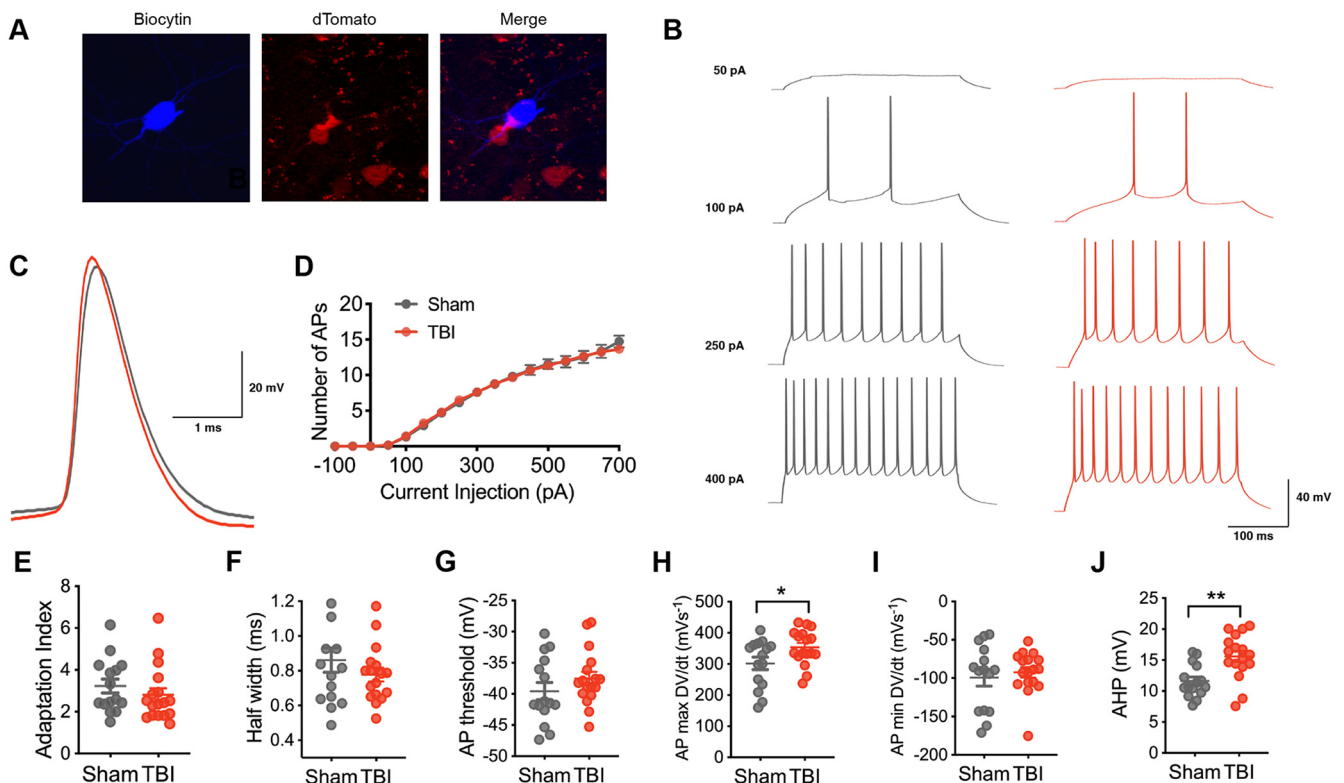 A
Biocytin
dTomato
Merge
B
B
50 pA
100 pA
250 pA
400 pA
40 mV
100 ms
C
20 mV
1 ms
D
Number of APs
20
15
10
5
Sham
TBI
-100
100
300
500
700
Current Injection (pA)
E
Adaptation Index
8
6
4
2
0
Sham TBI
F
Half width (ms)
1.2
1.0
0.8
0.6
0.4
Sham TBI
G
AP threshold (mV)
-25
-30
-35
-40
-45
-50
Sham TBI
H
AP max DV/dt (mVs⁻¹)
500
400
300
200
100
0
*
Sham TBI
I
AP min DV/dt (mVs⁻¹)
0
-50
-100
-150
-200
Sham TBI
J
AHP (mV)
25
20
15
10
5
0
**
Sham TBI